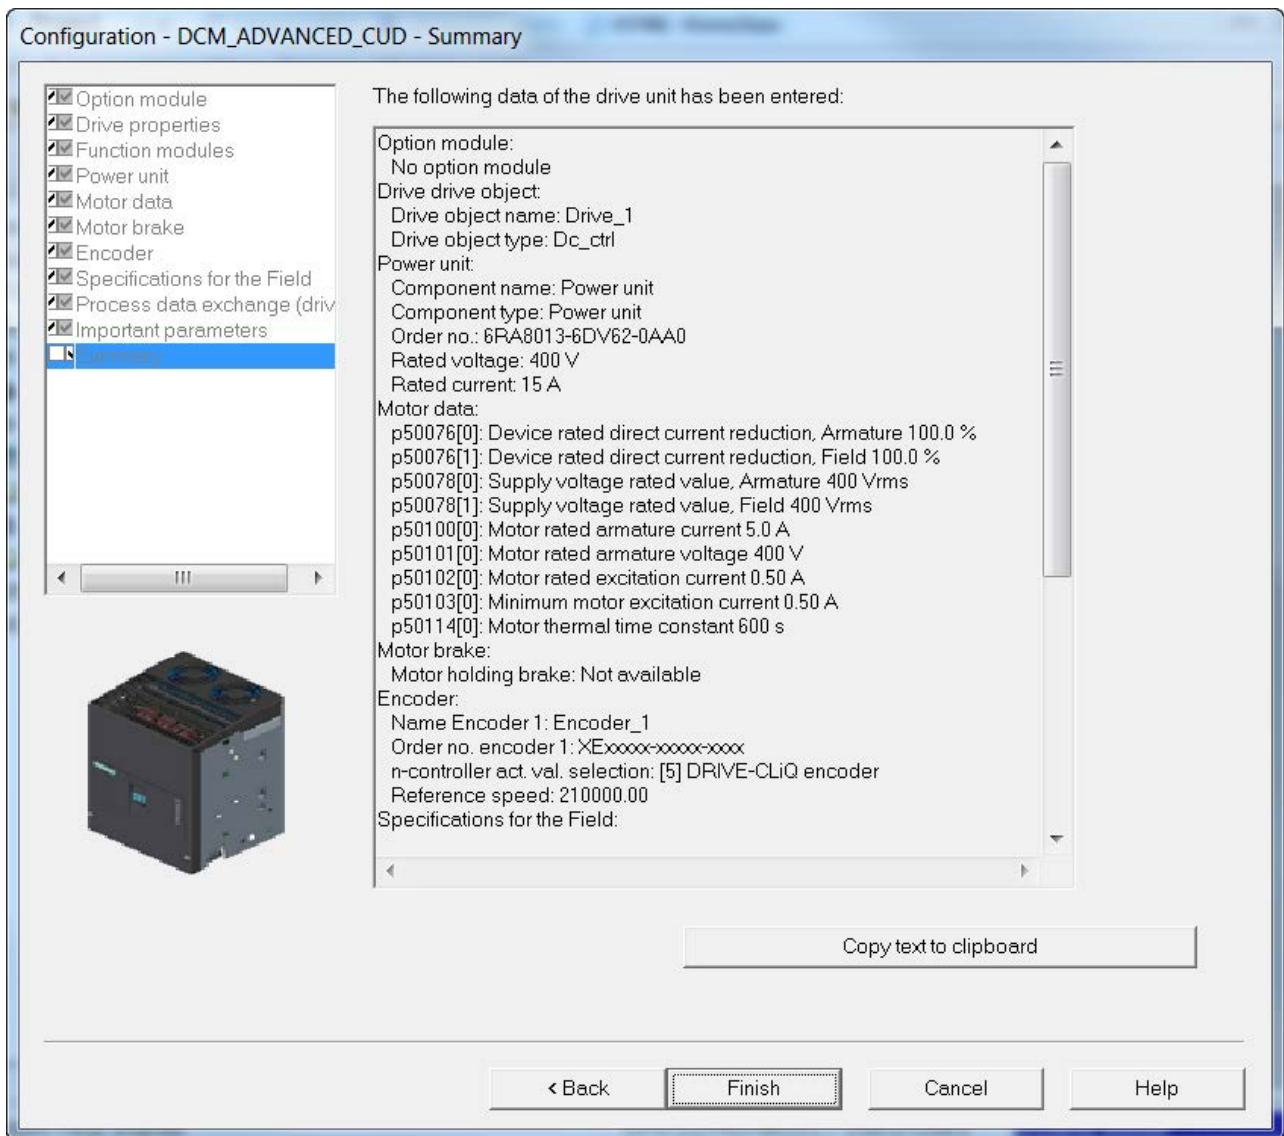 Configuration - DCM_ADVANCED_CUD - Summary
Option module
Drive properties
Function modules
Power unit
Motor data
Motor brake
Encoder
Specifications for the Field
Process data exchange (driv
Important parameters
Summary
The following data of the drive unit has been entered:
Option module:
No option module
Drive drive object:
Drive object name: Drive_1
Drive object type: Dc_ctrl
Power unit:
Component name: Power unit
Component type: Power unit
Order no.: 6RA8013-6DV62-0AA0
Rated voltage: 400 V
Rated current: 15 A
Motor data:
p50076[0]: Device rated direct current reduction, Armature 100.0 %
p50076[1]: Device rated direct current reduction, Field 100.0 %
p50078[0]: Supply voltage rated value, Armature 400 Vrms
p50078[1]: Supply voltage rated value, Field 400 Vrms
p50100[0]: Motor rated armature current 5.0 A
p50101[0]: Motor rated armature voltage 400 V
p50102[0]: Motor rated excitation current 0.50 A
p50103[0]: Minimum motor excitation current 0.50 A
p50114[0]: Motor thermal time constant 600 s
Motor brake:
Motor holding brake: Not available
Encoder:
Name Encoder 1: Encoder_1
Order no. encoder 1: XExxxxx-xxxxx-xxxx
n-controller act. val. selection: [5] DRIVE-CLiQ encoder
Reference speed: 210000.00
Specifications for the Field:
Copy text to clipboard
< Back
Finish
Cancel
Help